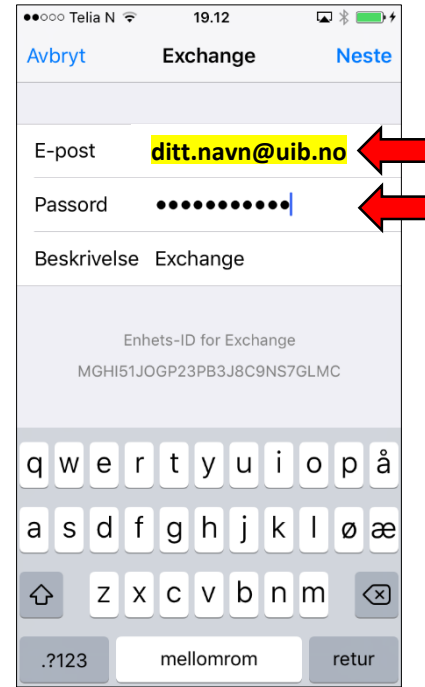 Telia N 19.12
Avbryt Exchange Neste
E-post ditt.navn@uib.no
Passord ●●●●●●●●●●●
Beskrivelse Exchange
Enhets-ID for Exchange
MGHI51JOGP23PB3J8C9NS7GLMC
q w e r t y u i o p å
a s d f g h j k l ø æ
z x c v b n m
.?123 mellomrom retur